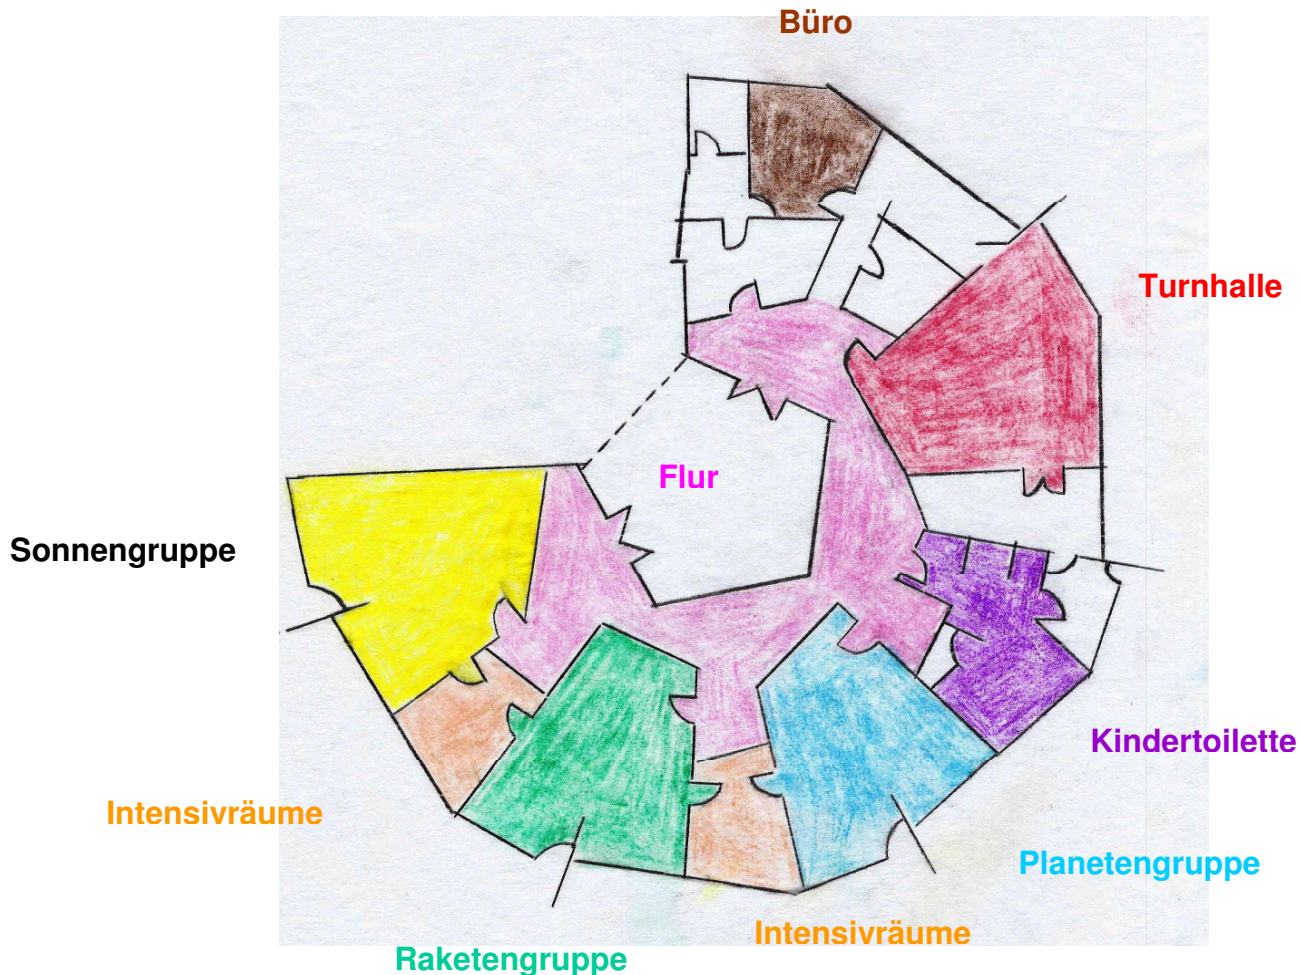 Büro
Turnhalle
Flur
Sonnengruppe
Kindertoilette
Intensivräume
Planetengruppe
Intensivräume
Raketengruppe